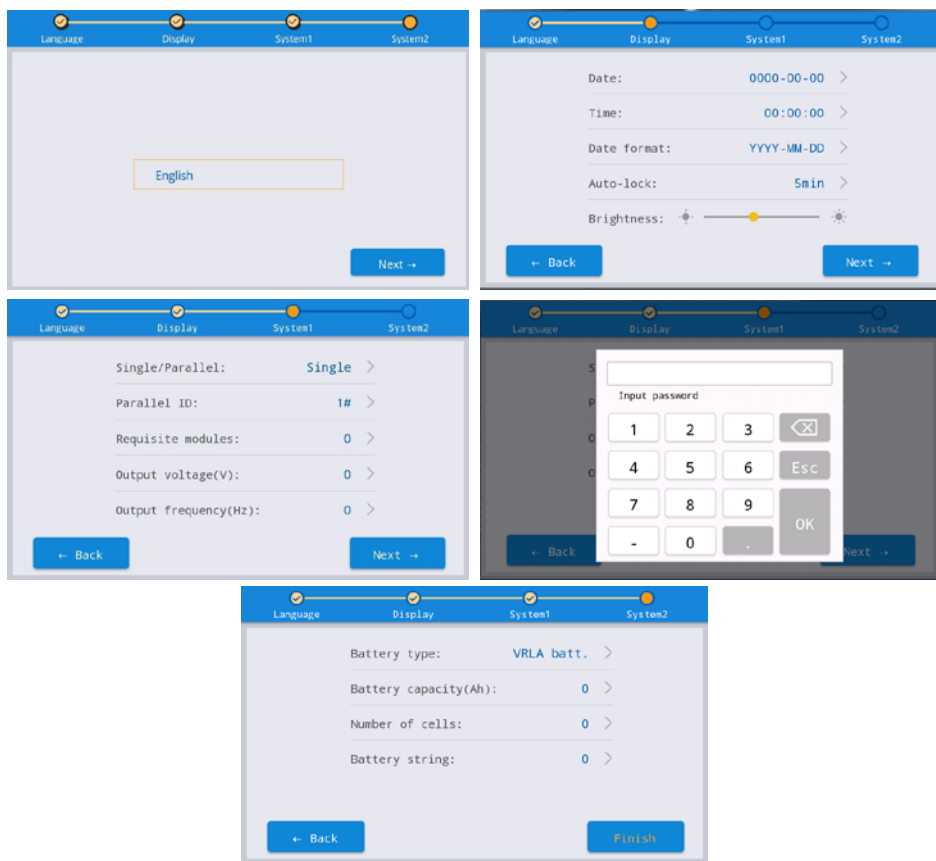 Language Display System1 System2
English
Next →
Language Display System1 System2
Date: 0000-00-00
Time: 00:00:00
Date format: YYYY-MM-DD
Auto-lock: 5min
Brightness:
← Back Next →
Language Display System1 System2
Single/Parallel: Single
Parallel ID: 1#
Requisite modules: 0
Output voltage(V): 0
Output frequency(Hz): 0
← Back Next →
Language Display System1 System2
S
P
O
O
Input password
1 2 3
4 5 6 Esc
7 8 9
OK
- 0 .
← Back Next →
Language Display System1 System2
Battery type: VRLA batt.
Battery capacity(Ah): 0
Number of cells: 0
Battery string: 0
← Back Finish